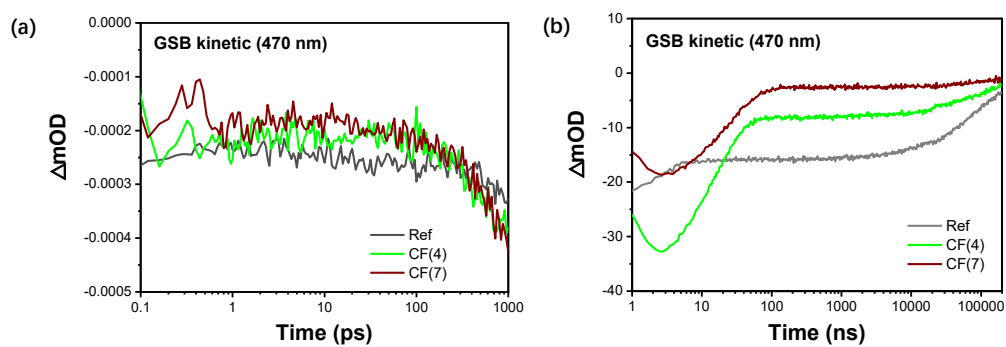 (a)
GSB kinetic (470 nm)
ΔmOD
0.0000
-0.0001
-0.0002
-0.0003
-0.0004
-0.0005
Ref
CF(4)
CF(7)
0.1
1
10
100
1000
Time (ps)
(b)
GSB kinetic (470 nm)
ΔmOD
10
0
-10
-20
-30
-40
Ref
CF(4)
CF(7)
1
10
100
1000
10000
100000
Time (ns)